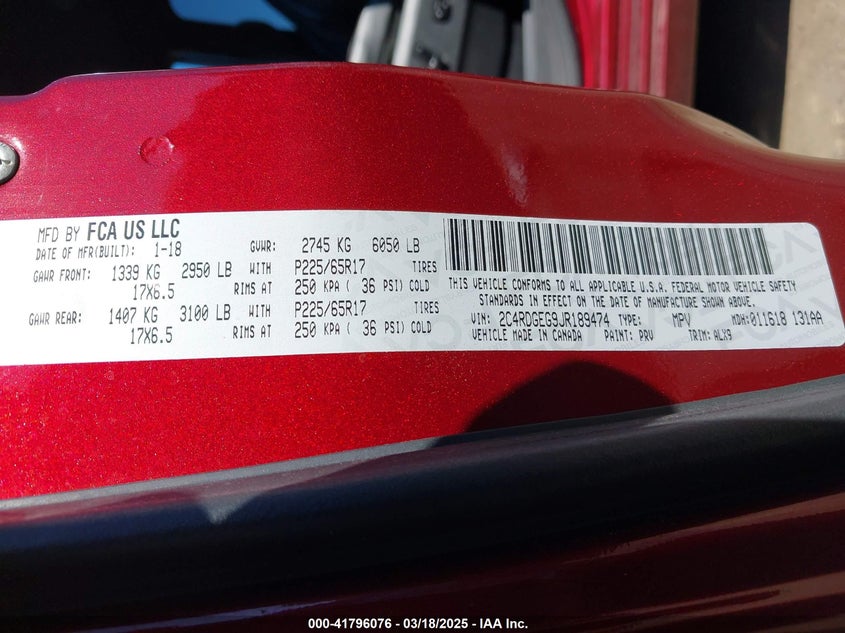 MFD BY FCA US LLC
DATE OF MFR(BUILT): 1-18 GVWR: 2745 KG 6050 LB
GAWR FRONT: 1339 KG 2950 LB WITH P225/65R17 TIRES
17X6.5 RIMS AT 250 KPA ( 36 PSI) COLD
GAWR REAR: 1407 KG 3100 LB WITH P225/65R17 TIRES
17X6.5 RIMS AT 250 KPA ( 36 PSI) COLD
THIS VEHICLE CONFORMS TO ALL APPLICABLE U.S.A. FEDERAL MOTOR VEHICLE SAFETY
STANDARDS IN EFFECT ON THE DATE OF MANUFACTURE SHOWN ABOVE.
VIN: 2C4RDGEG9JR189474 TYPE: MPV MDH:011618 131AA
VEHICLE MADE IN CANADA PAINT: PRV TRIM: ALX9
000-41796076 - 03/18/2025 - IAA Inc.